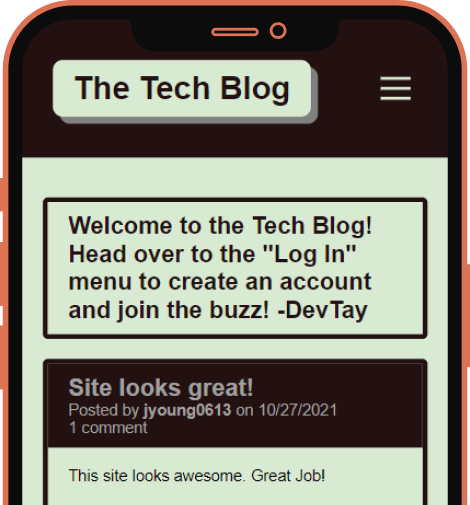 The Tech Blog
Welcome to the Tech Blog!
Head over to the "Log In"
menu to create an account
and join the buzz! -DevTay
Site looks great!
Posted by jyoung0613 on 10/27/2021
1 comment
This site looks awesome. Great Job!